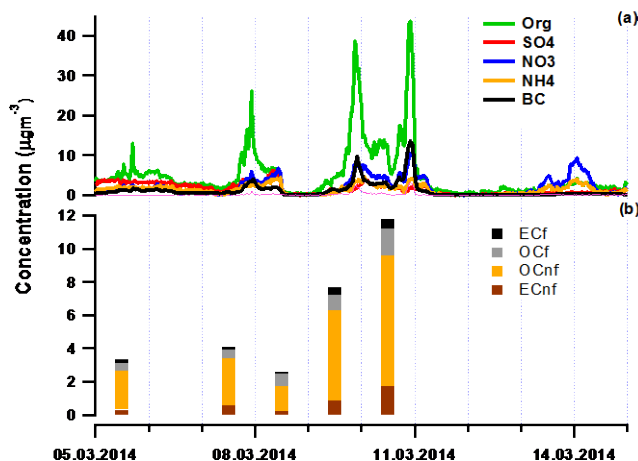 (a)
Org
SO4
NO3
NH4
BC
40
30
20
10
0
Concentration (µgm-3)
(b)
12
10
8
6
4
2
0
ECf
OCf
OCnf
ECnf
05.03.2014 08.03.2014 11.03.2014 14.03.2014